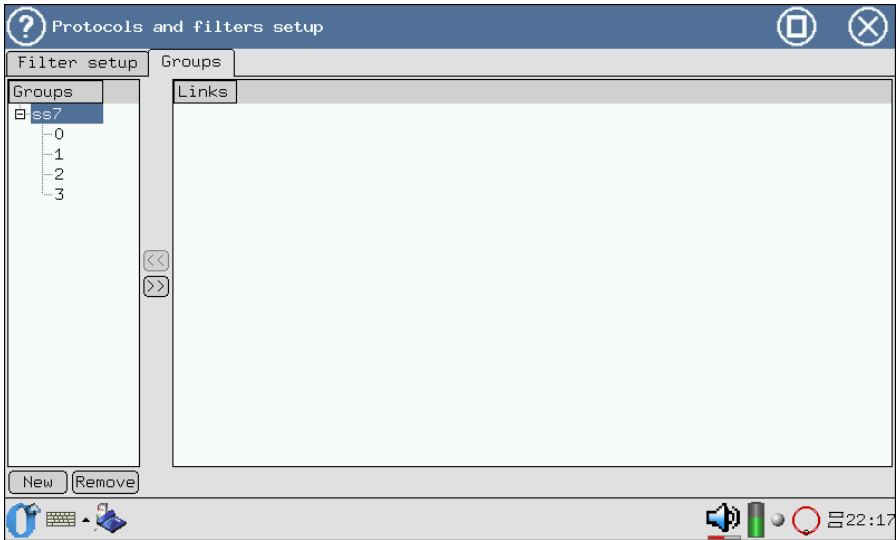 Protocols and filters setup
Filter setup Groups
Groups Links
ss7
0
1
2
3
<<
>>
New Remove
22:17